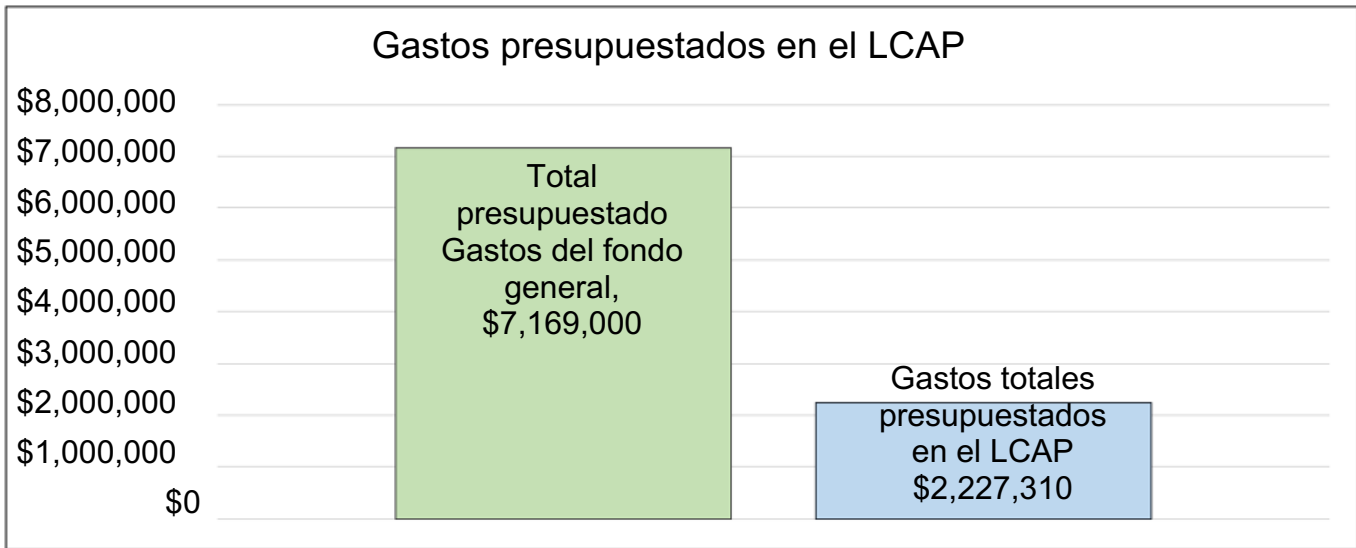 Gastos presupuestados en el LCAP
$8,000,000
$7,000,000
$6,000,000
$5,000,000
$4,000,000
$3,000,000
$2,000,000
$1,000,000
$0
Total
presupuestado
Gastos del fondo
general,
$7,169,000
Gastos totales
presupuestados
en el LCAP
$2,227,310